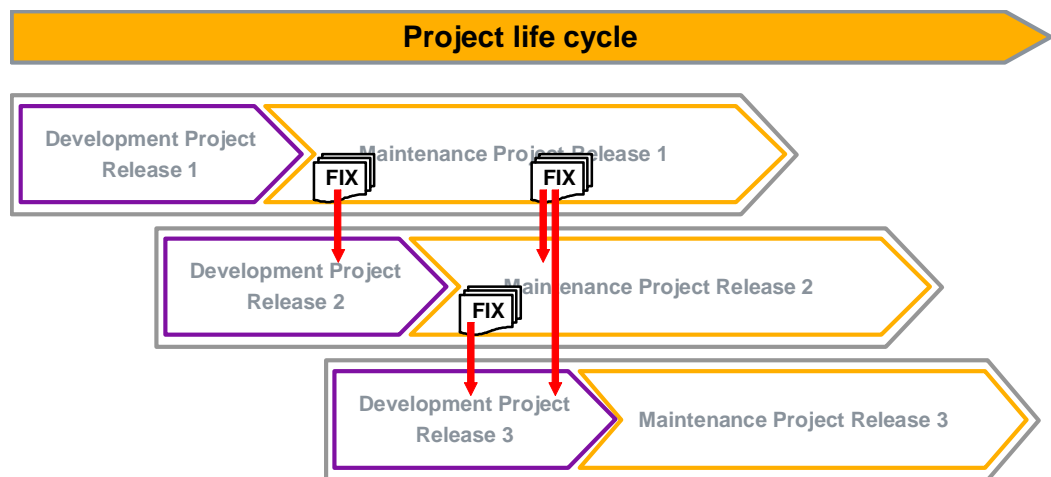 Project life cycle
Development Project
Release 1
Maintenance Project Release 1
FIX
FIX
Development Project
Release 2
Maintenance Project Release 2
FIX
Development Project
Release 3
Maintenance Project Release 3